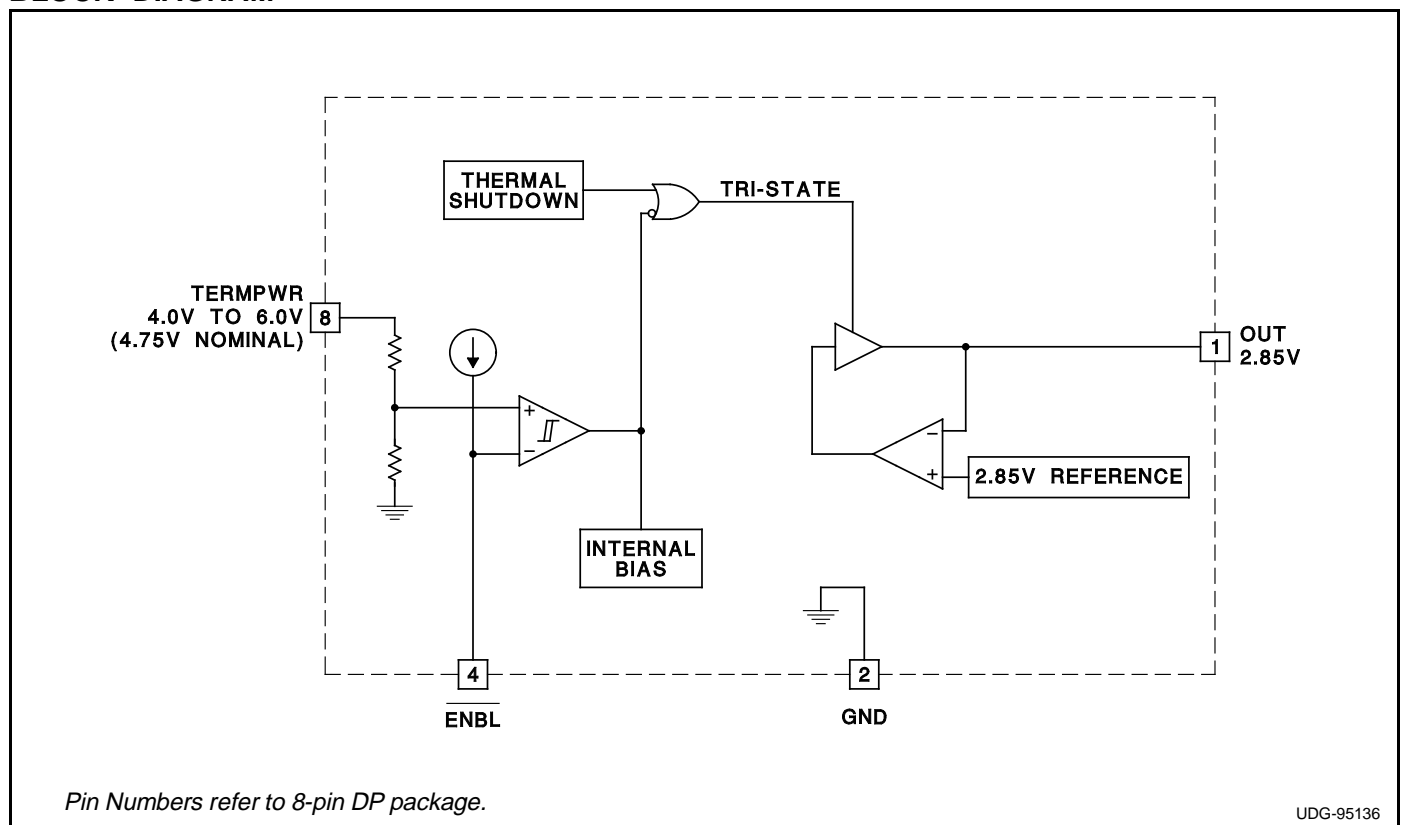 THERMAL
SHUTDOWN
TRI-STATE
TERMPWR
4.0V TO 6.0V
(4.75V NOMINAL)
8
1
OUT
2.85V
+
−
−
+
2.85V REFERENCE
INTERNAL
BIAS
4
2
ENBL
GND
Pin Numbers refer to 8-pin DP package.
UDG-95136